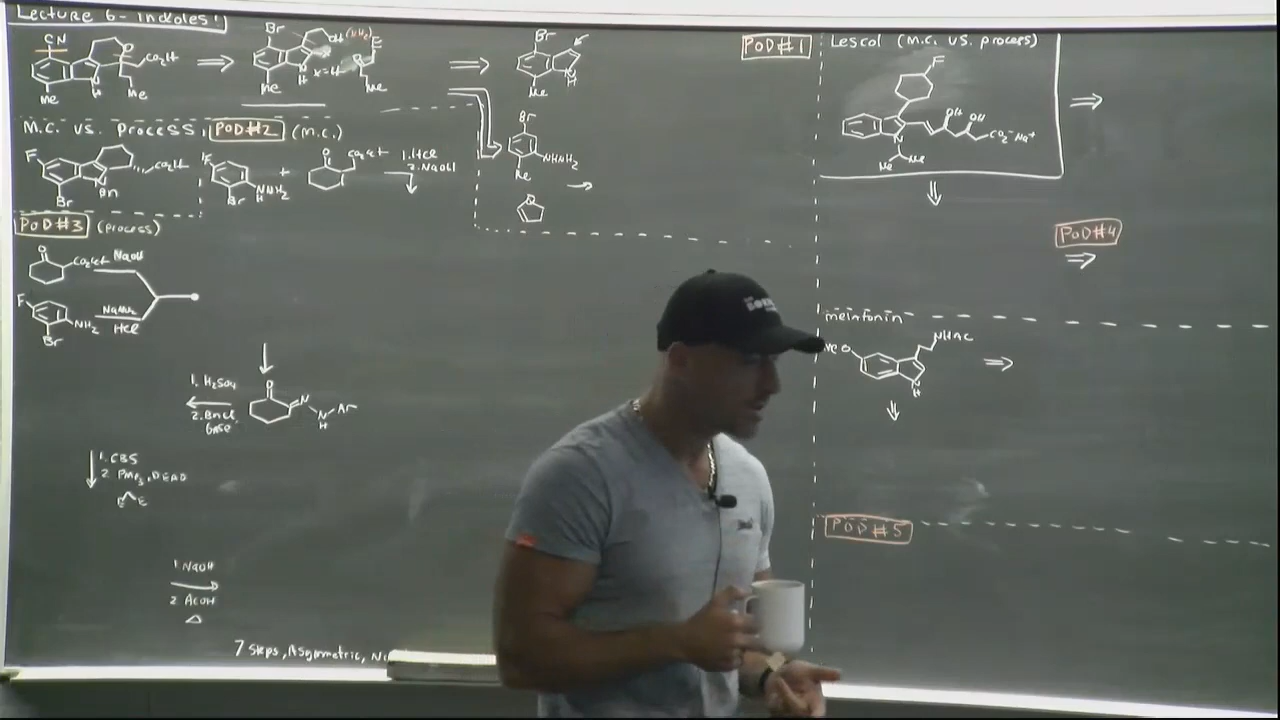 Lecture 6 - Indoles!
CN
CO₂H
Me
N
H
Me
Br
OH (NH₂)
N
H
X=H
Me
Me
Br
N
H
Me
Br
NHNH₂
Me
M.C. vs. Process, POD#2 (M.C.)
F
CO₂H
N
Bn
Br
F
NNH₂
H
Br
+
O
CO₂Et
1. HCl
2. NaOH
POD#3 (process)
O
CO₂Et
NaOH
F
NH₂
Br
NaNO₂
HCl
O
N
N
H
Ar
1. H₂SO₄
2. BnCl
base
1. CBS
2. PMe₃, DEAD
E E
1. NaOH
2. AcOH
Δ
7 Steps, Asymmetric,
POD#1
Lescol (M.C. vs. process)
F
OH
OH
CO₂⁻Na⁺
N
Me Me
POD#4
melatonin
MeO
NHAc
N
H
POD#5